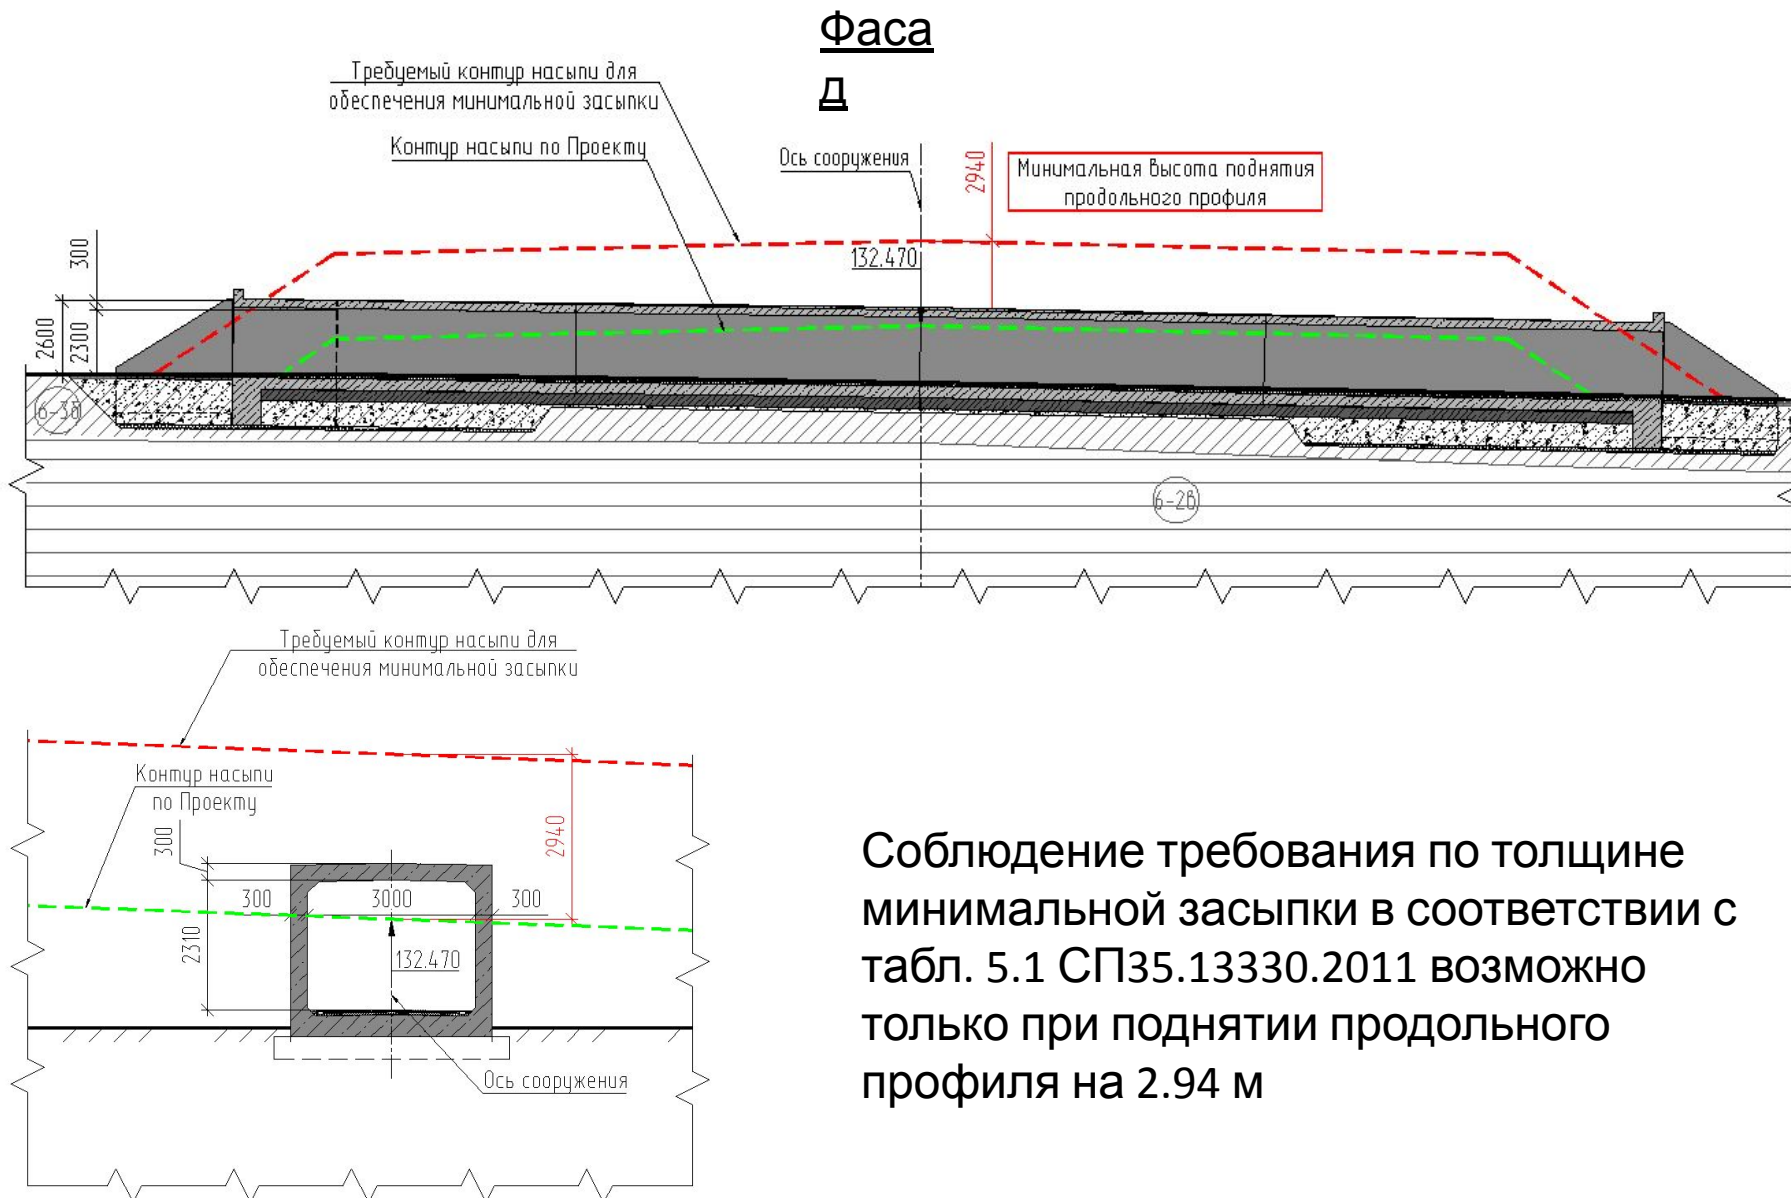 Фаса
д
Требуемый контур насыпи для
обеспечения минимальной засыпки
Контур насыпи по Проекту
Ось сооружения
2940
Минимальная высота поднятия
продольного профиля
132.470
300
2600
2300
6-3в
6-2в
Требуемый контур насыпи для
обеспечения минимальной засыпки
Контур насыпи
по Проекту
300
2940
300
3000
300
2310
132.470
Ось сооружения
Соблюдение требования по толщине
минимальной засыпки в соответствии с
табл. 5.1 СП35.13330.2011 возможно
только при поднятии продольного
профиля на 2.94 м